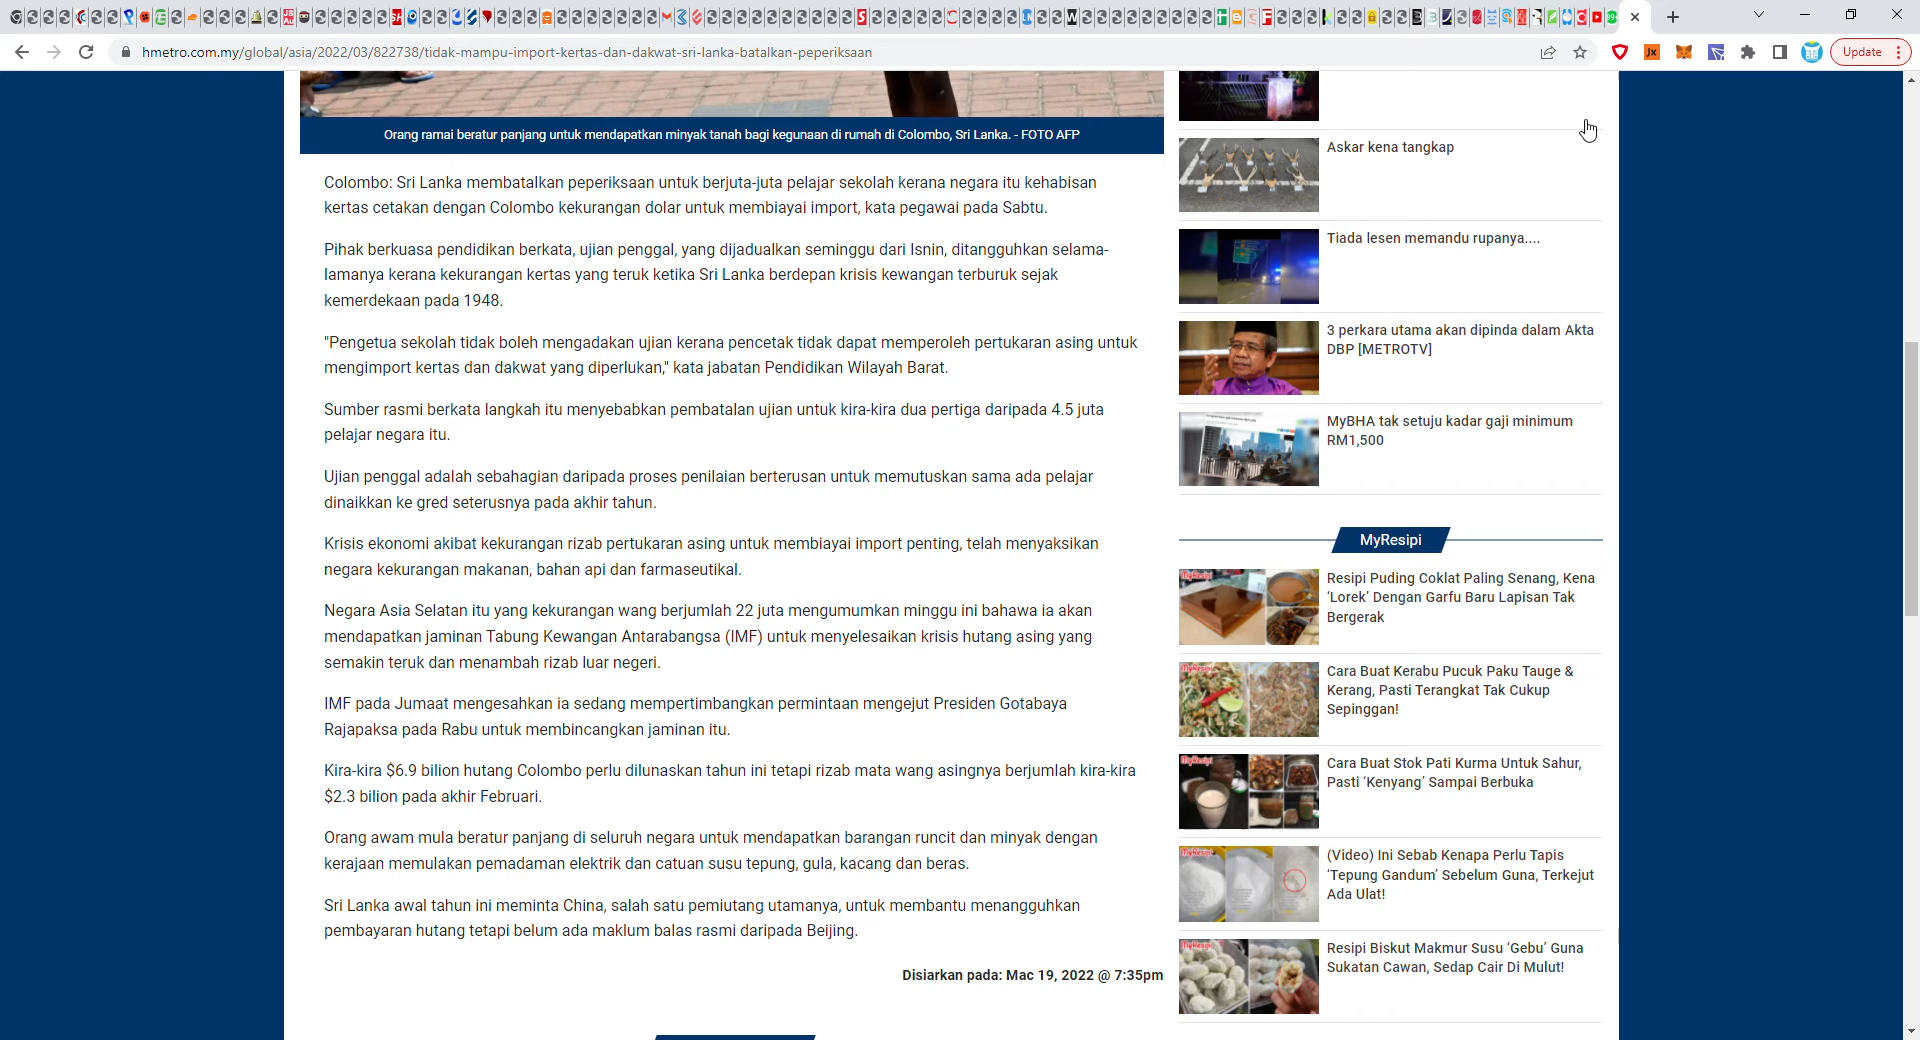 hmetro.com.my/global/asia/2022/03/822738/tidak-mampu-import-kertas-dan-dakwat-sri-lanka-batalkan-peperiksaan
Update
Orang ramai beratur panjang untuk mendapatkan minyak tanah bagi kegunaan di rumah di Colombo, Sri Lanka. - FOTO AFP
Colombo: Sri Lanka membatalkan peperiksaan untuk berjuta-juta pelajar sekolah kerana negara itu kehabisan
kertas cetakan dengan Colombo kekurangan dolar untuk membiayai import, kata pegawai pada Sabtu.
Pihak berkuasa pendidikan berkata, ujian penggal, yang dijadualkan seminggu dari Isnin, ditangguhkan selama-
lamanya kerana kekurangan kertas yang teruk ketika Sri Lanka berdepan krisis kewangan terburuk sejak
kemerdekaan pada 1948.
"Pengetua sekolah tidak boleh mengadakan ujian kerana pencetak tidak dapat memperoleh pertukaran asing untuk
mengimport kertas dan dakwat yang diperlukan," kata jabatan Pendidikan Wilayah Barat.
Sumber rasmi berkata langkah itu menyebabkan pembatalan ujian untuk kira-kira dua pertiga daripada 4.5 juta
pelajar negara itu.
Ujian penggal adalah sebahagian daripada proses penilaian berterusan untuk memutuskan sama ada pelajar
dinaikkan ke gred seterusnya pada akhir tahun.
Krisis ekonomi akibat kekurangan rizab pertukaran asing untuk membiayai import penting, telah menyaksikan
negara kekurangan makanan, bahan api dan farmaseutikal.
Negara Asia Selatan itu yang kekurangan wang berjumlah 22 juta mengumumkan minggu ini bahawa ia akan
mendapatkan jaminan Tabung Kewangan Antarabangsa (IMF) untuk menyelesaikan krisis hutang asing yang
semakin teruk dan menambah rizab luar negeri.
IMF pada Jumaat mengesahkan ia sedang mempertimbangkan permintaan mengejut Presiden Gotabaya
Rajapaksa pada Rabu untuk membincangkan jaminan itu.
Kira-kira $6.9 bilion hutang Colombo perlu dilunaskan tahun ini tetapi rizab mata wang asingnya berjumlah kira-kira
$2.3 bilion pada akhir Februari.
Orang awam mula beratur panjang di seluruh negara untuk mendapatkan barangan runcit dan minyak dengan
kerajaan memulakan pemadaman elektrik dan catuan susu tepung, gula, kacang dan beras.
Sri Lanka awal tahun ini meminta China, salah satu pemiutang utamanya, untuk membantu menangguhkan
pembayaran hutang tetapi belum ada maklum balas rasmi daripada Beijing.
Disiarkan pada: Mac 19, 2022 @ 7:35pm
Askar kena tangkap
Tiada lesen memandu rupanya....
3 perkara utama akan dipinda dalam Akta
DBP [METROTV]
MyBHA tak setuju kadar gaji minimum
RM1,500
MyResipi
MyResipi
Resipi Puding Coklat Paling Senang, Kena
‘Lorek’ Dengan Garfu Baru Lapisan Tak
Bergerak
MyResipi
Cara Buat Kerabu Pucuk Paku Tauge &
Kerang, Pasti Terangkat Tak Cukup
Sepinggan!
MyResipi
Cara Buat Stok Pati Kurma Untuk Sahur,
Pasti ‘Kenyang’ Sampai Berbuka
MyResipi
(Video) Ini Sebab Kenapa Perlu Tapis
‘Tepung Gandum’ Sebelum Guna, Terkejut
Ada Ulat!
MyResipi
Resipi Biskut Makmur Susu ‘Gebu’ Guna
Sukatan Cawan, Sedap Cair Di Mulut!